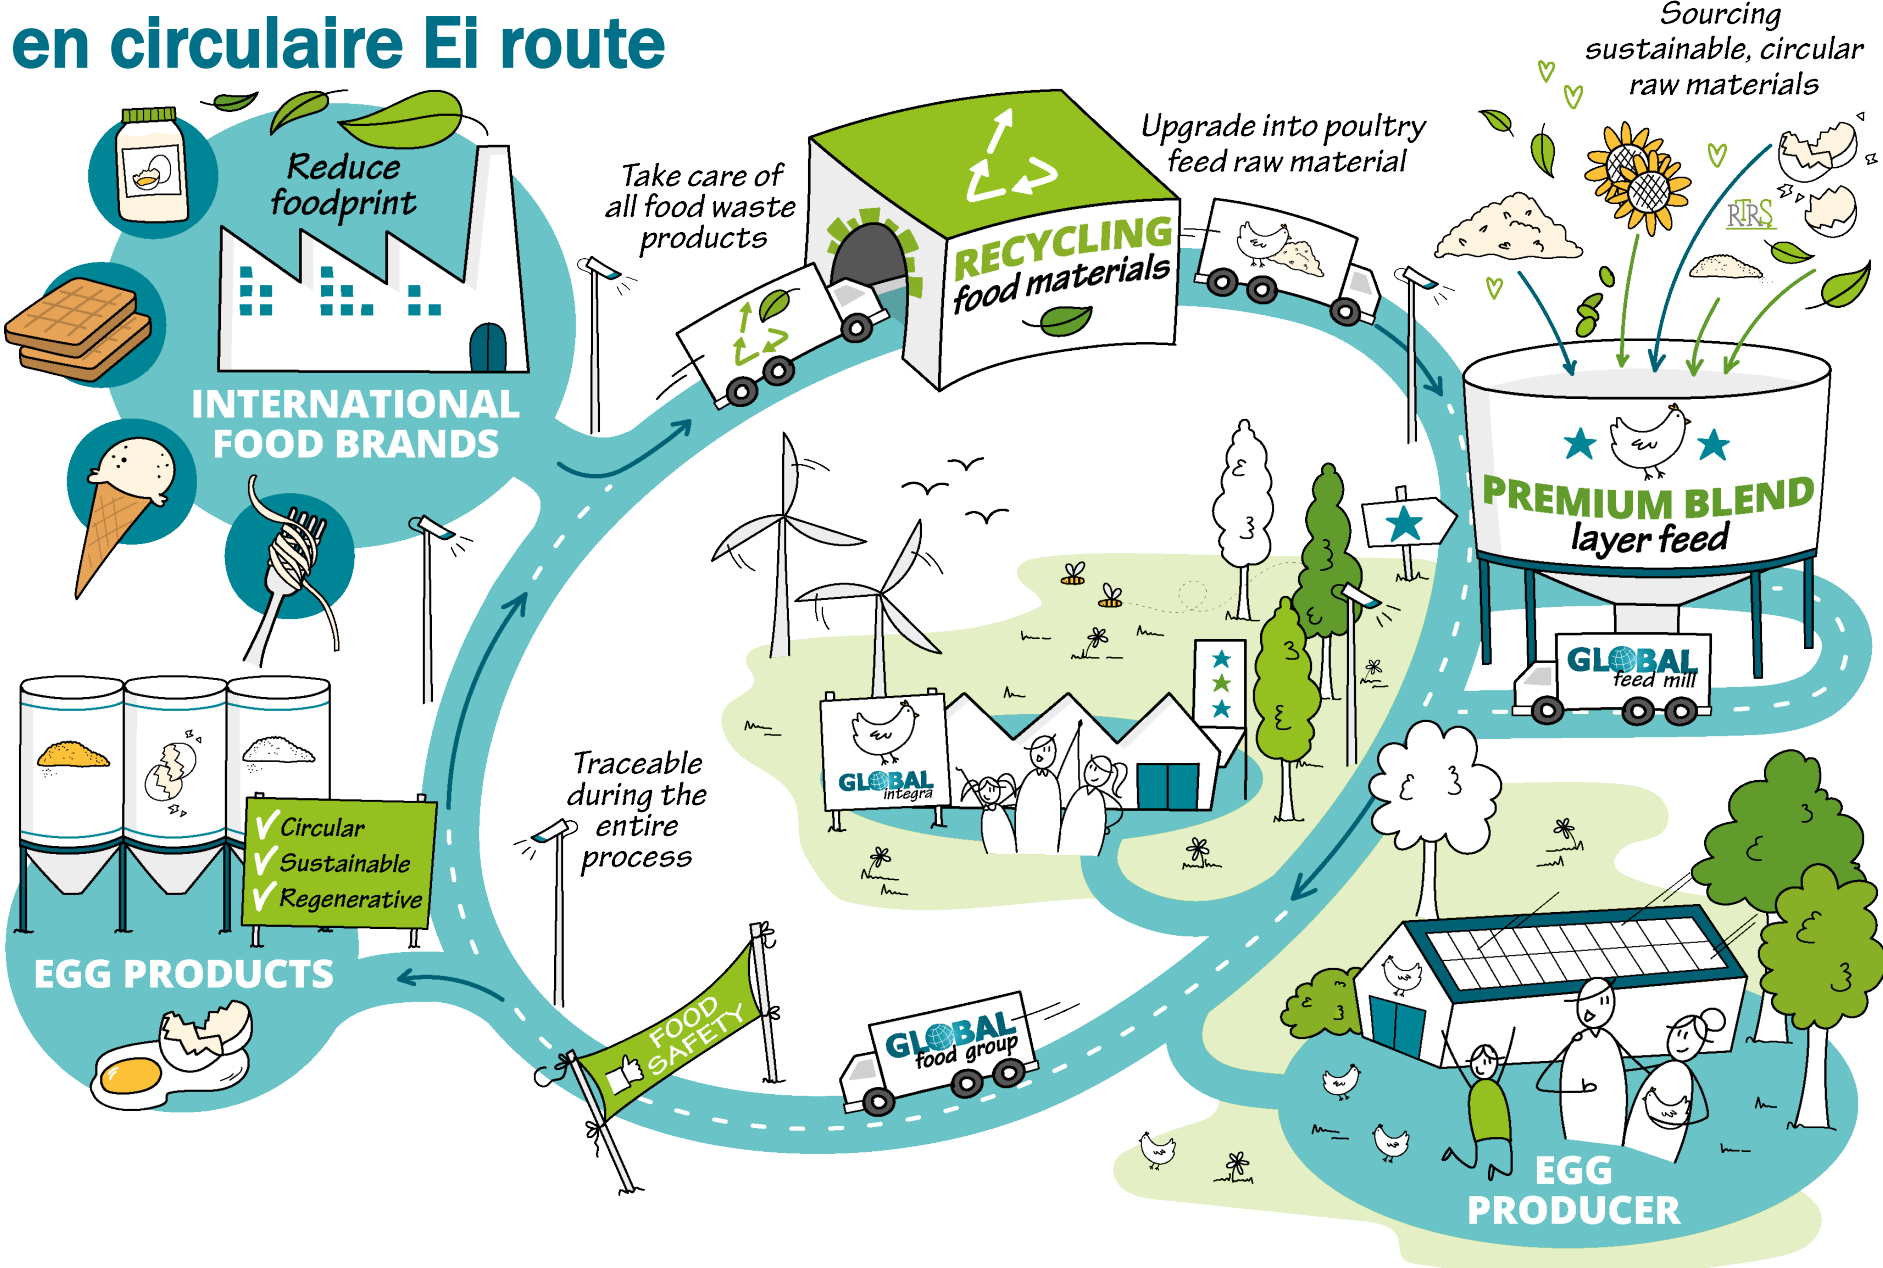 en circulaire Ei route
Sourcing
sustainable, circular
raw materials
Reduce
foodprint
Take care of
all food waste
products
Upgrade into poultry
feed raw material
RECYCLING
food materials
RTRS
INTERNATIONAL
FOOD BRANDS
PREMIUM BLEND
layer feed
GLOBAL
feed mill
GLOBAL
integra
Traceable
during the
entire
process
Circular
Sustainable
Regenerative
EGG PRODUCTS
FOOD
SAFETY
GLOBAL
food group
EGG
PRODUCER